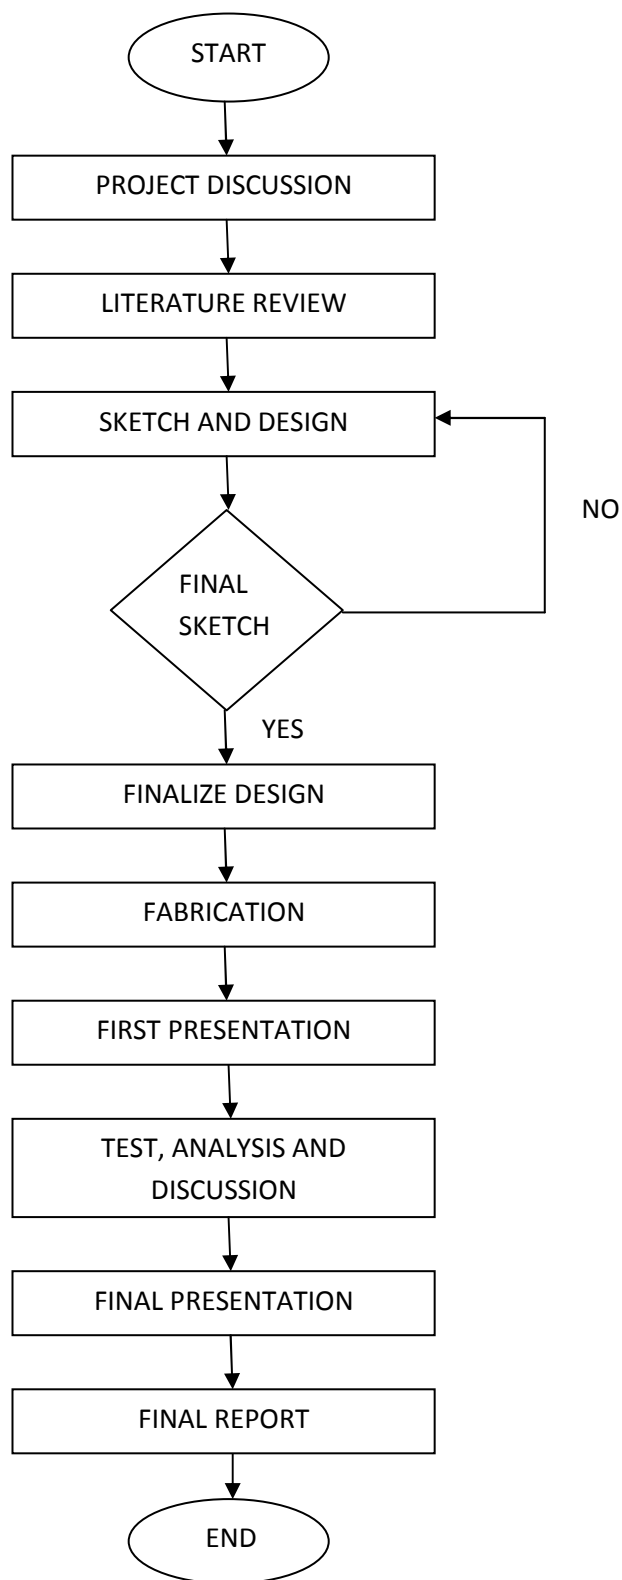 START
PROJECT DISCUSSION
LITERATURE REVIEW
SKETCH AND DESIGN
NO
FINAL
SKETCH
YES
FINALIZE DESIGN
FABRICATION
FIRST PRESENTATION
TEST, ANALYSIS AND
DISCUSSION
FINAL PRESENTATION
FINAL REPORT
END